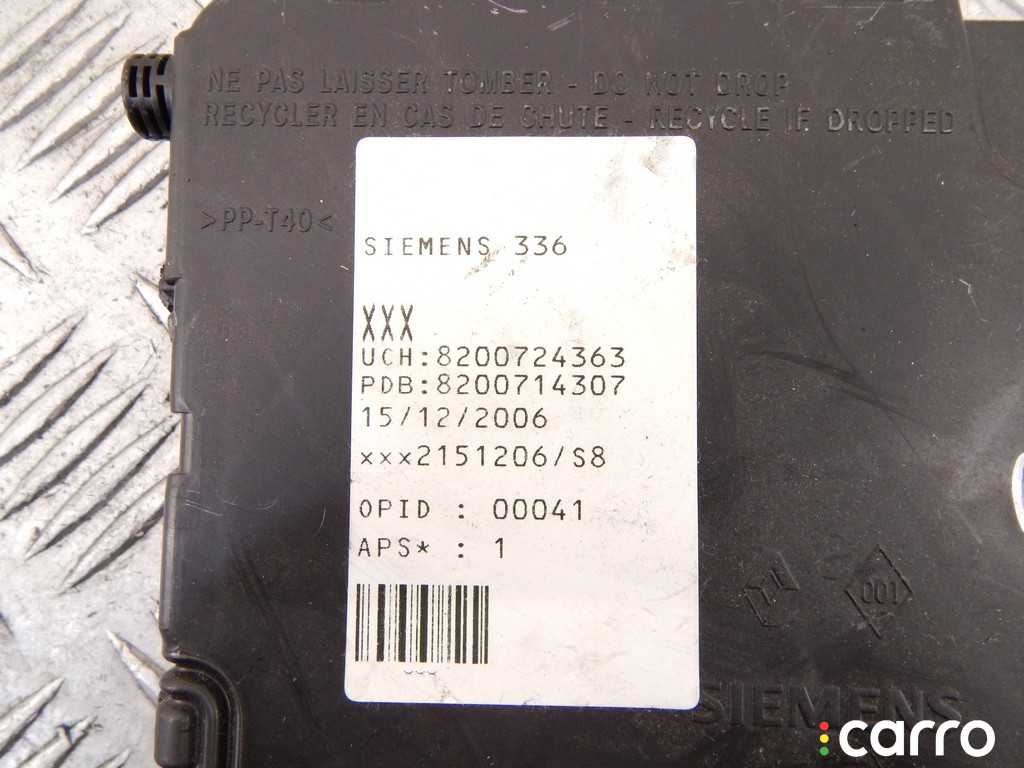 NE PAS LAISSER TOMBER - DO NOT DROP
RECYCLER EN CAS DE CHUTE - RECYCLE IF DROPPED
>PP-T40<
SIEMENS 336
XXX
UCH:8200724363
PDB:8200714307
15/12/2006
xxx2151206/S8
OPID : 00041
APS* : 1
001
SIEMENS
carro